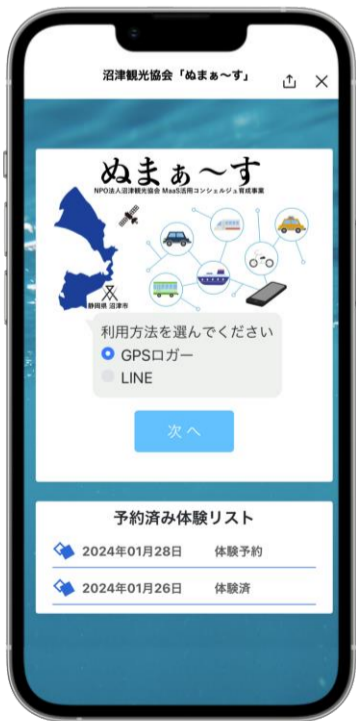 沼津観光協会「ぬまぁ～す」
ぬまぁ～す
NPO法人沼津観光協会 MaaS活用コンシェルジュ育成事業
静岡県 沼津市
利用方法を選んでください
GPSロガー
LINE
次へ
予約済み体験リスト
2024年01月28日 体験予約
2024年01月26日 体験済